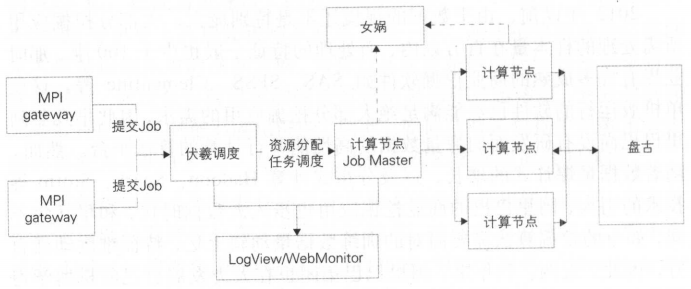 女娲
MPI
gateway
提交Job
伏羲调度
资源分配
任务调度
计算节点
Job Master
计算节点
计算节点
计算节点
盘古
提交Job
MPI
gateway
LogView/WebMonitor